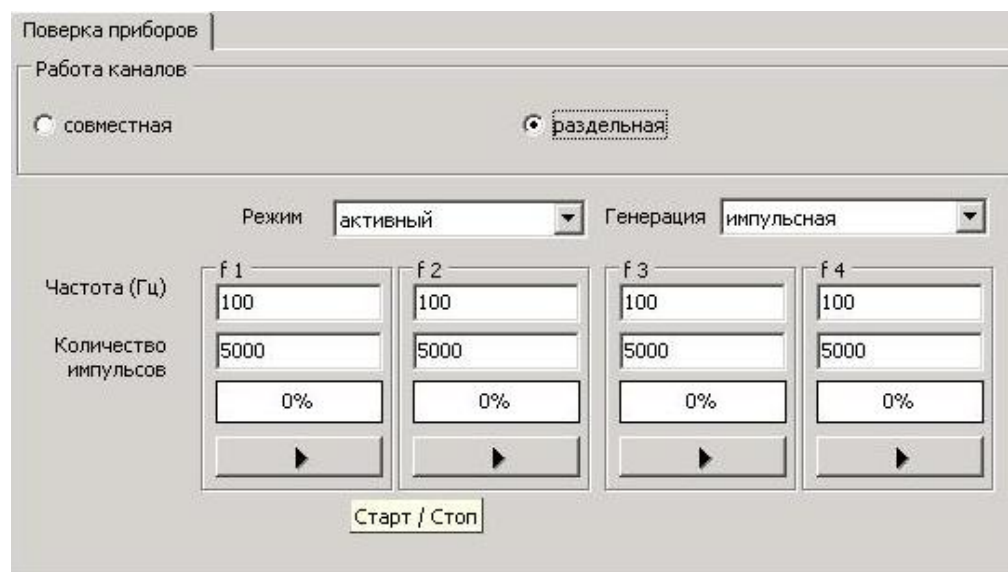 Поверка приборов
Работа каналов
совместная раздельная
Режим активный Генерация импульсная
f 1 f 2 f 3 f 4
Частота (Гц) 100 100 100 100
Количество импульсов 5000 5000 5000 5000
0% 0% 0% 0%
Старт / Стоп